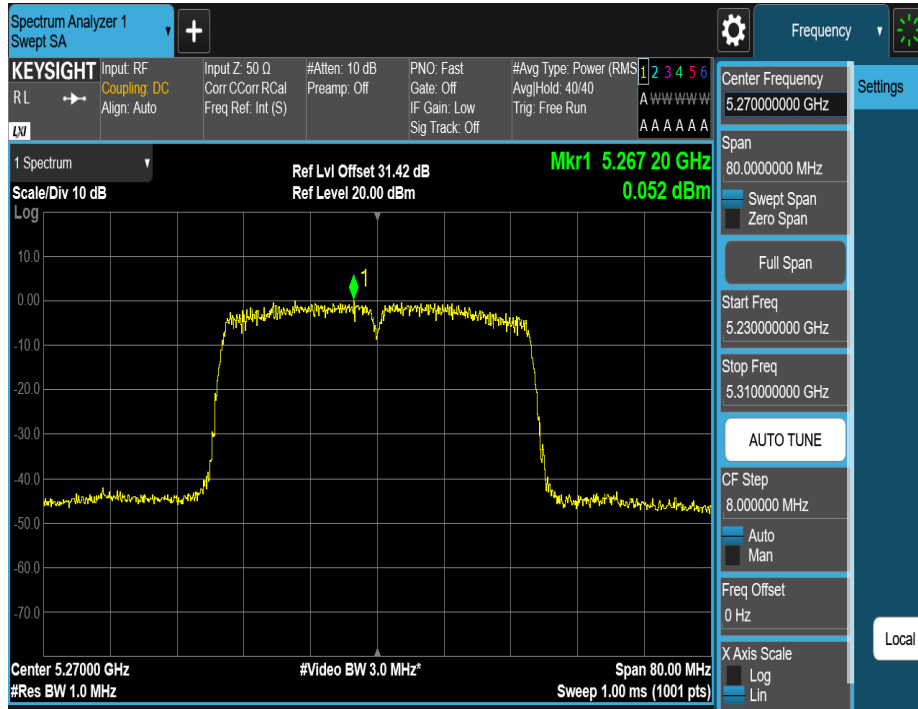 Spectrum Analyzer 1
Swept SA
+
Frequency
KEYSIGHT
R L
LXI
Input: RF
Coupling: DC
Align: Auto
Input Z: 50 Ω
Corr CCorr RCal
Freq Ref: Int (S)
#Atten: 10 dB
Preamp: Off
PNO: Fast
Gate: Off
IF Gain: Low
Sig Track: Off
#Avg Type: Power (RMS
Avg|Hold: 40/40
Trig: Free Run
1 2 3 4 5 6
A W W W W W
A A A A A A
1 Spectrum
Scale/Div 10 dB
Log
Ref Lvl Offset 31.42 dB
Ref Level 20.00 dBm
Mkr1 5.267 20 GHz
0.052 dBm
1
10.0
0.00
-10.0
-20.0
-30.0
-40.0
-50.0
-60.0
-70.0
Center 5.27000 GHz
#Res BW 1.0 MHz
#Video BW 3.0 MHz*
Span 80.00 MHz
Sweep 1.00 ms (1001 pts)
Center Frequency
5.270000000 GHz
Span
80.0000000 MHz
Swept Span
Zero Span
Full Span
Start Freq
5.230000000 GHz
Stop Freq
5.310000000 GHz
AUTO TUNE
CF Step
8.000000 MHz
Auto
Man
Freq Offset
0 Hz
X Axis Scale
Log
Lin
Settings
Local